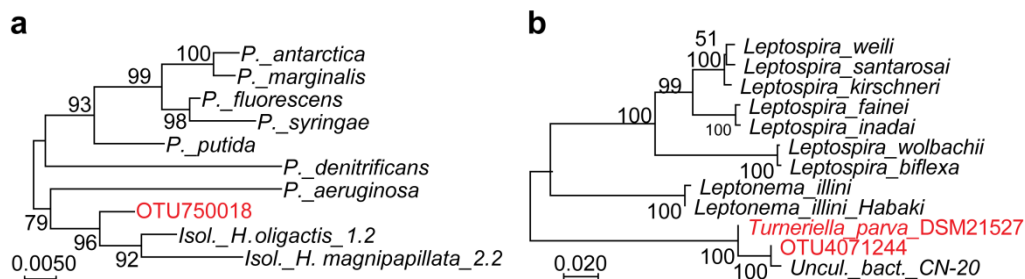 a
100
P._antarctica
P._marginalis
99
P._fluorescens
93
98
P._syringae
P._putida
P._denitrificans
P._aeruginosa
79
OTU750018
96
Isol._H.oligactis_1.2
92
Isol._H. magnipapillata_2.2
0.0050
b
51
Leptospira_weili
100
Leptospira_santarosai
99
Leptospira_kirschneri
100
Leptospira_fainei
100
Leptospira_inadai
Leptospira_wolbachii
100
Leptospira_biflexa
Leptonema_illini
100
Leptonema_illini_Habaki
Turneriella_parva_DSM21527
100
OTU4071244
100
Uncul._bact._CN-20
0.020